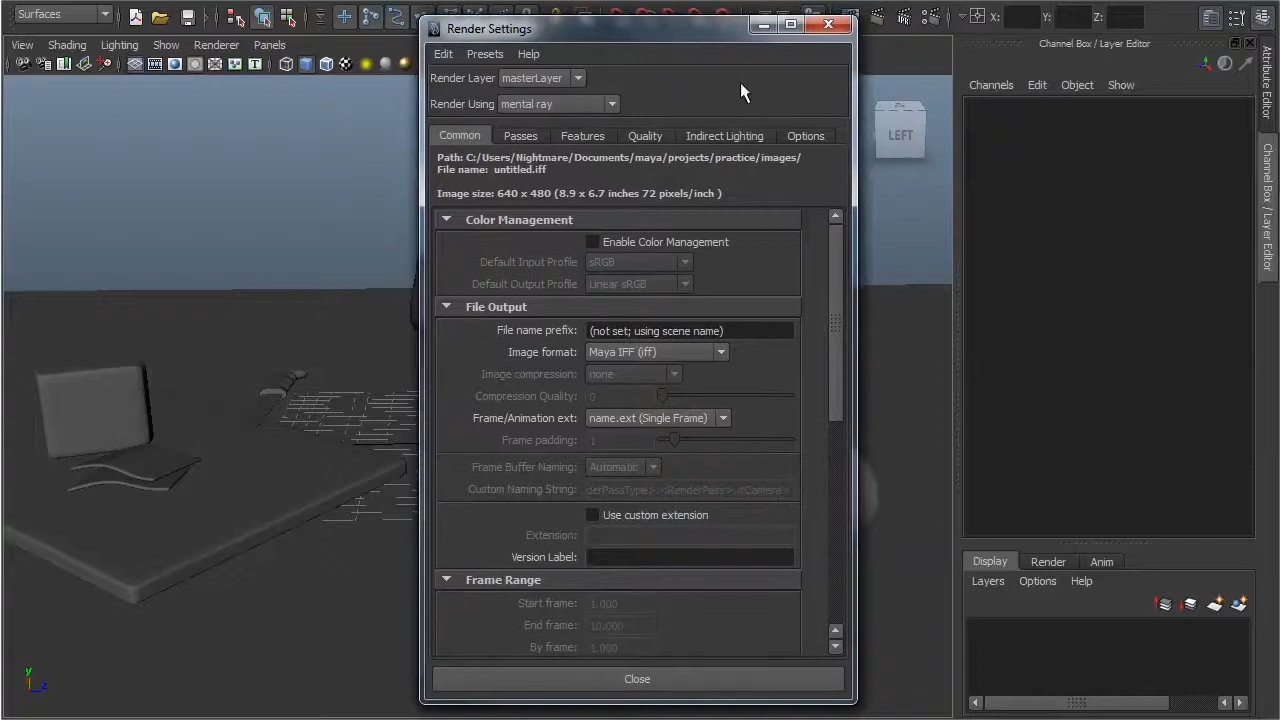 Surfaces
X:
Y:
Z:
View Shading Lighting Show Renderer Panels
LEFT
y
z
Render Settings
Edit Presets Help
Render Layer masterLayer
Render Using mental ray
Common Passes Features Quality Indirect Lighting Options
Path: C:/Users/Nightmare/Documents/maya/projects/practice/images/
File name: untitled.iff
Image size: 640 x 480 (8.9 x 6.7 inches 72 pixels/inch )
Color Management
Enable Color Management
Default Input Profile sRGB
Default Output Profile Linear sRGB
File Output
File name prefix: (not set; using scene name)
Image format: Maya IFF (iff)
Image compression: none
Compression Quality: 0
Frame/Animation ext: name.ext (Single Frame)
Frame padding: 1
Frame Buffer Naming: Automatic
Custom Naming String: derPassType>.<RenderPass>.<Camera>
Use custom extension
Extension:
Version Label:
Frame Range
Start frame: 1.000
End frame: 10.000
By frame: 1.000
Close
Channel Box / Layer Editor
Channels Edit Object Show
Display Render Anim
Layers Options Help
Attribute Editor
Channel Box / Layer Editor